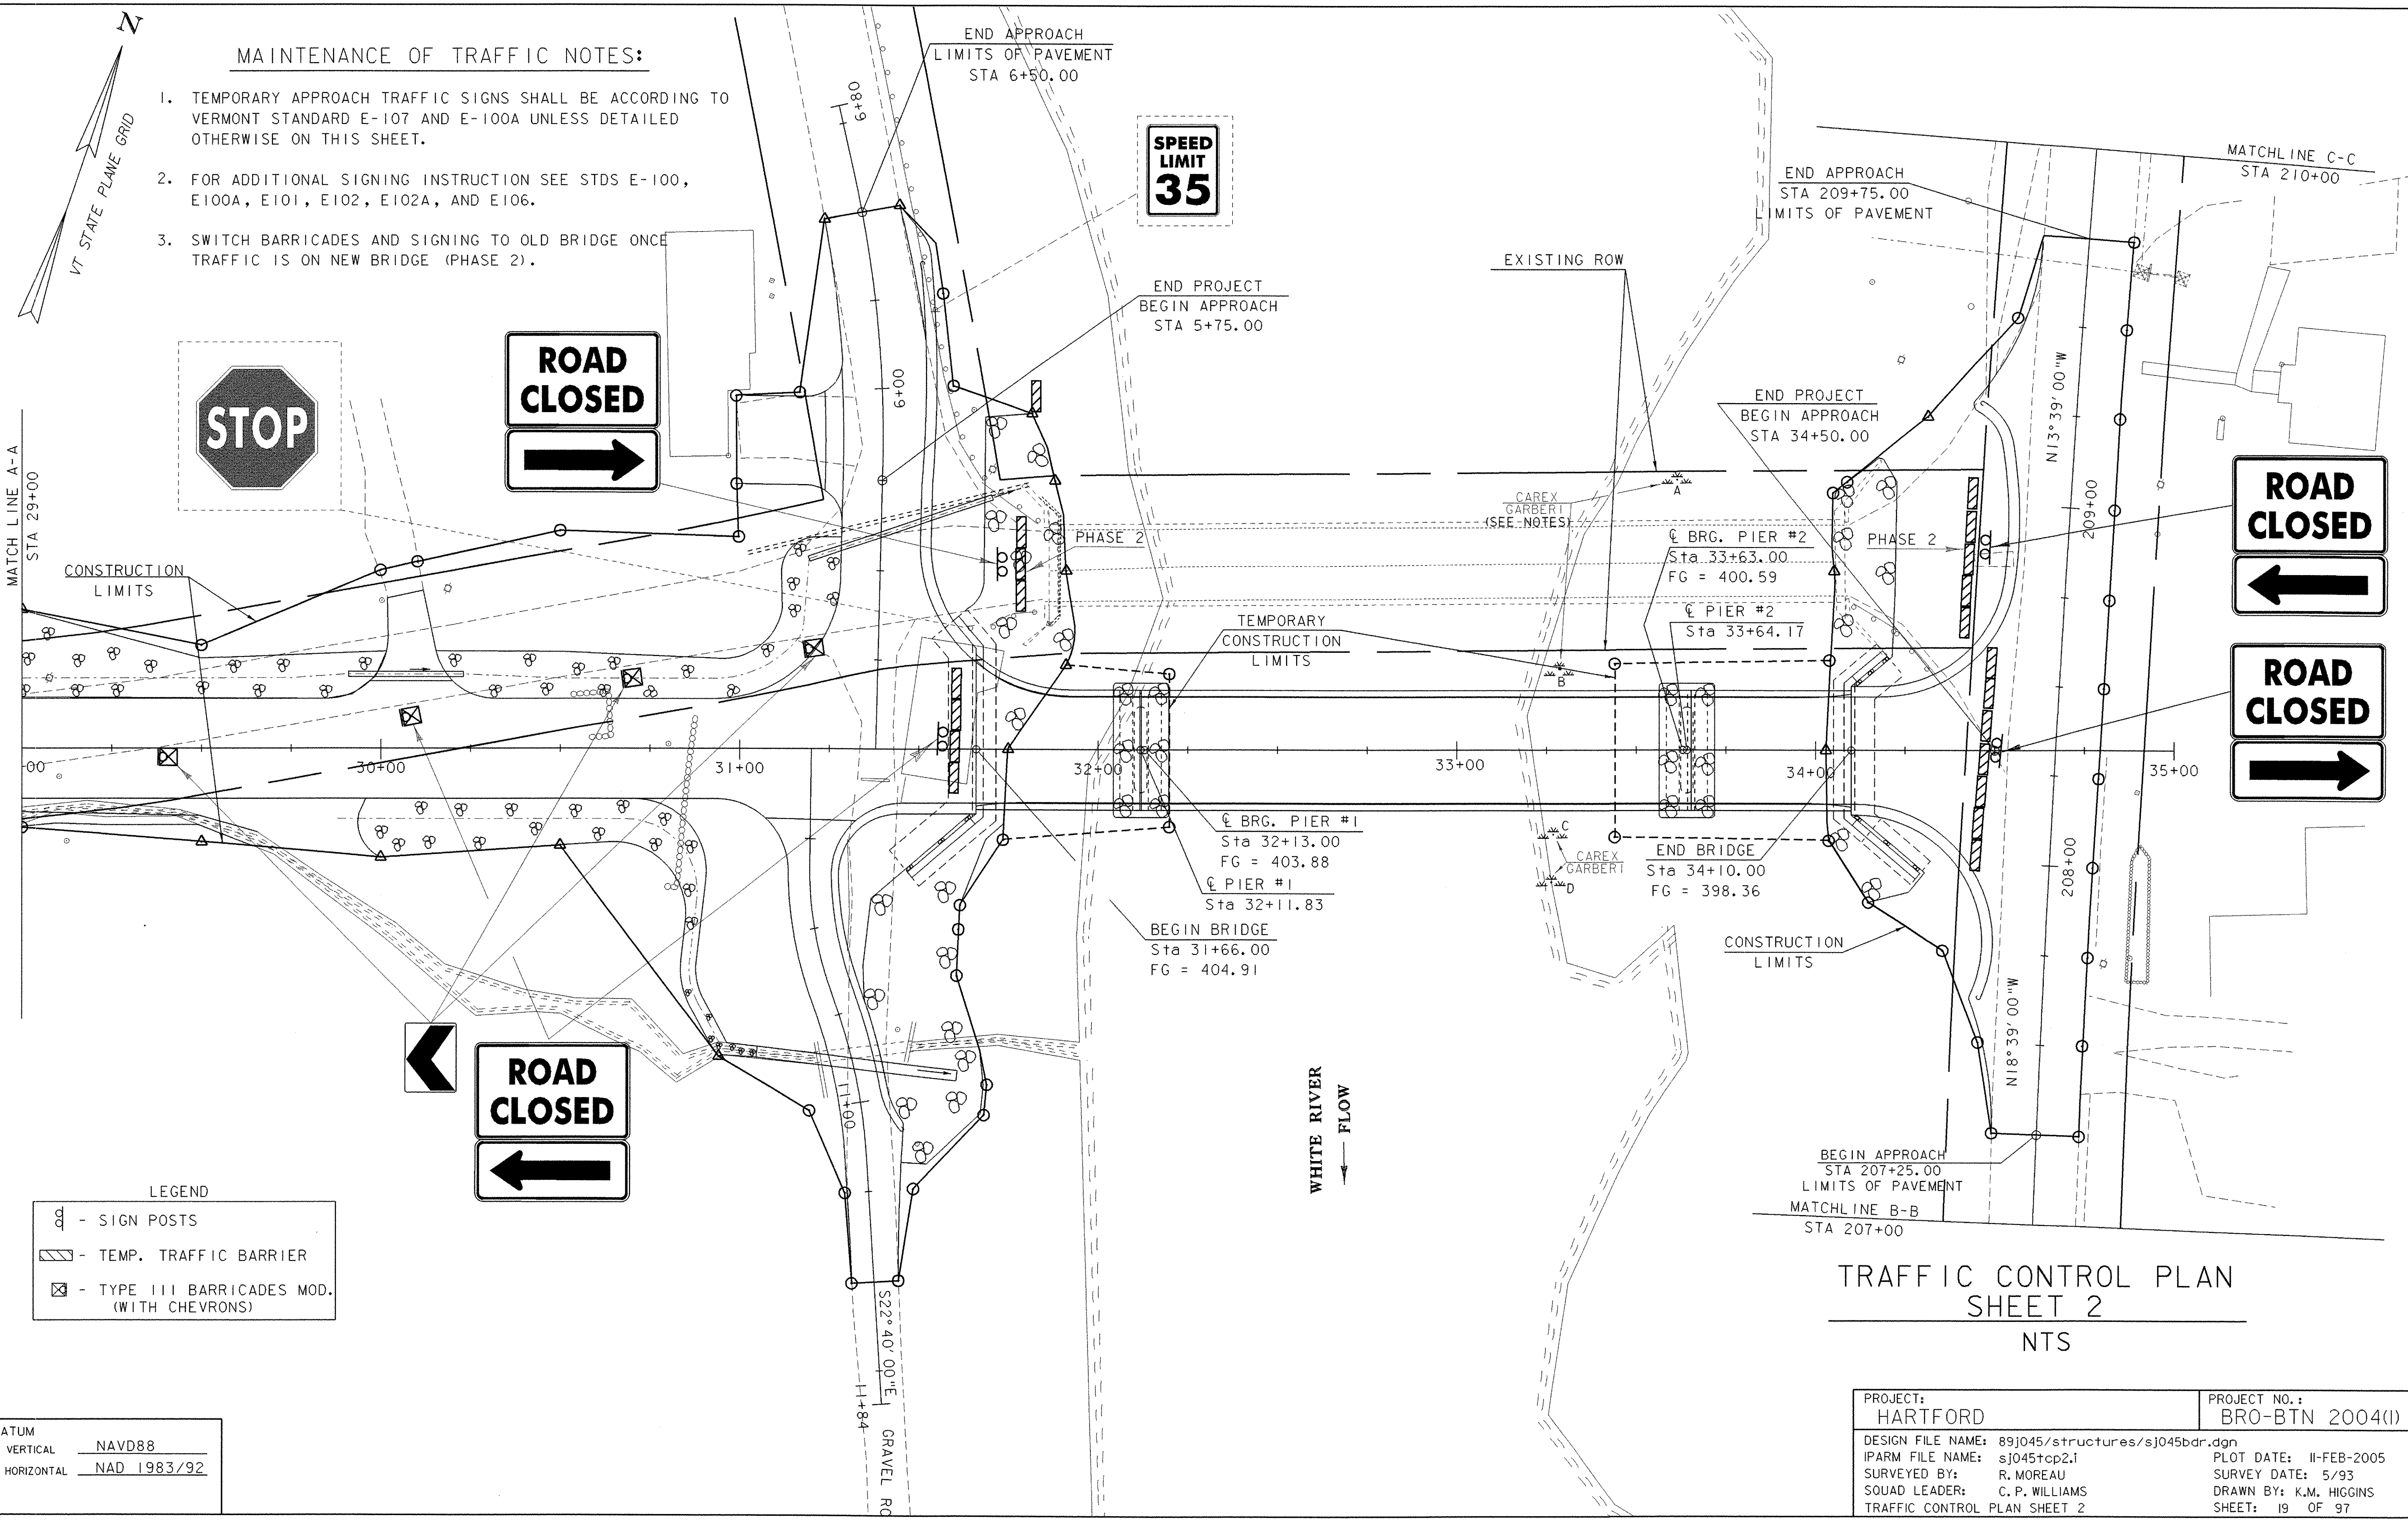 N
VT STATE PLANE GRID
MAINTENANCE OF TRAFFIC NOTES:
1. TEMPORARY APPROACH TRAFFIC SIGNS SHALL BE ACCORDING TO
VERMONT STANDARD E-107 AND E-100A UNLESS DETAILED
OTHERWISE ON THIS SHEET.
2. FOR ADDITIONAL SIGNING INSTRUCTION SEE STDS E-100,
E100A, E101, E102, E102A, AND E106.
3. SWITCH BARRICADES AND SIGNING TO OLD BRIDGE ONCE
TRAFFIC IS ON NEW BRIDGE (PHASE 2).
END APPROACH
LIMITS OF PAVEMENT
STA 6+50.00
6+80
SPEED
LIMIT
35
END PROJECT
BEGIN APPROACH
STA 5+75.00
6+00
EXISTING ROW
END APPROACH
STA 209+75.00
LIMITS OF PAVEMENT
MATCHLINE C-C
STA 210+00
STOP
ROAD
CLOSED
MATCH LINE A-A
STA 29+00
CONSTRUCTION
LIMITS
PHASE 2
TEMPORARY
CONSTRUCTION
LIMITS
CAREX
GARBERI
(SEE NOTES)
A
B
℄ BRG. PIER #2
Sta 33+63.00
FG = 400.59
℄ PIER #2
Sta 33+64.17
END PROJECT
BEGIN APPROACH
STA 34+50.00
PHASE 2
N13°39'00"W
209+00
ROAD
CLOSED
ROAD
CLOSED
00
30+00
31+00
32+00
33+00
34+00
35+00
℄ BRG. PIER #1
Sta 32+13.00
FG = 403.88
℄ PIER #1
Sta 32+11.83
BEGIN BRIDGE
Sta 31+66.00
FG = 404.91
C
CAREX
GARBERI
D
END BRIDGE
Sta 34+10.00
FG = 398.36
208+00
CONSTRUCTION
LIMITS
N18°39'00"W
ROAD
CLOSED
11+00
WHITE RIVER
FLOW
BEGIN APPROACH
STA 207+25.00
LIMITS OF PAVEMENT
MATCHLINE B-B
STA 207+00
LEGEND
- SIGN POSTS
- TEMP. TRAFFIC BARRIER
- TYPE III BARRICADES MOD.
(WITH CHEVRONS)
S22°40'00"E
11+84
GRAVEL RO
TRAFFIC CONTROL PLAN
SHEET 2
NTS
ATUM
VERTICAL NAVD88
HORIZONTAL NAD 1983/92
PROJECT: HARTFORD
PROJECT NO.: BRO-BTN 2004(1)
DESIGN FILE NAME: 89j045/structures/sj045bdr.dgn
IPARM FILE NAME: sj045tcp2.i PLOT DATE: 11-FEB-2005
SURVEYED BY: R. MOREAU SURVEY DATE: 5/93
SQUAD LEADER: C. P. WILLIAMS DRAWN BY: K.M. HIGGINS
TRAFFIC CONTROL PLAN SHEET 2 SHEET: 19 OF 97